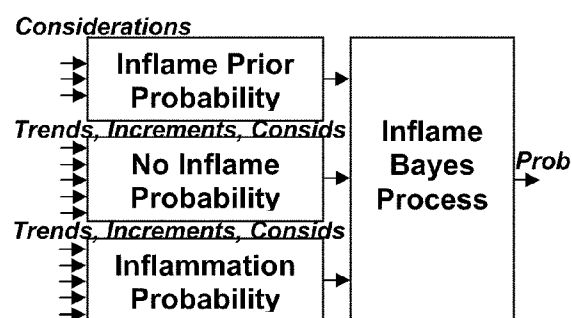 Considerations
Inflame Prior
Probability
Trends, Increments, Consids
No Inflame
Probability
Trends, Increments, Consids
Inflammation
Probability
Inflame
Bayes
Process
Prob